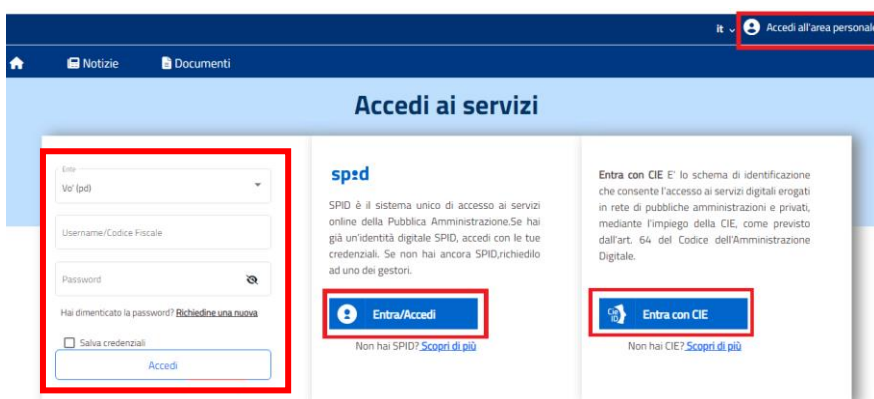 it
Accedi all'area personale
Notizie
Documenti
Accedi ai servizi
Ente
Vo' (pd)
Username/Codice Fiscale
Password
Hai dimenticato la password? Richiedine una nuova
Salva credenziali
Accedi
spid
SPID è il sistema unico di accesso ai servizi
online della Pubblica Amministrazione.Se hai
già un'identità digitale SPID, accedi con le tue
credenziali. Se non hai ancora SPID,richiedilo
ad uno dei gestori.
Entra/Accedi
Non hai SPID? Scopri di più
Entra con CIE E' lo schema di identificazione
che consente l'accesso ai servizi digitali erogati
in rete di pubbliche amministrazioni e privati,
mediante l'impiego della CIE, come previsto
dall'art. 64 del Codice dell'Amministrazione
Digitale.
Entra con CIE
Non hai CIE? Scopri di più